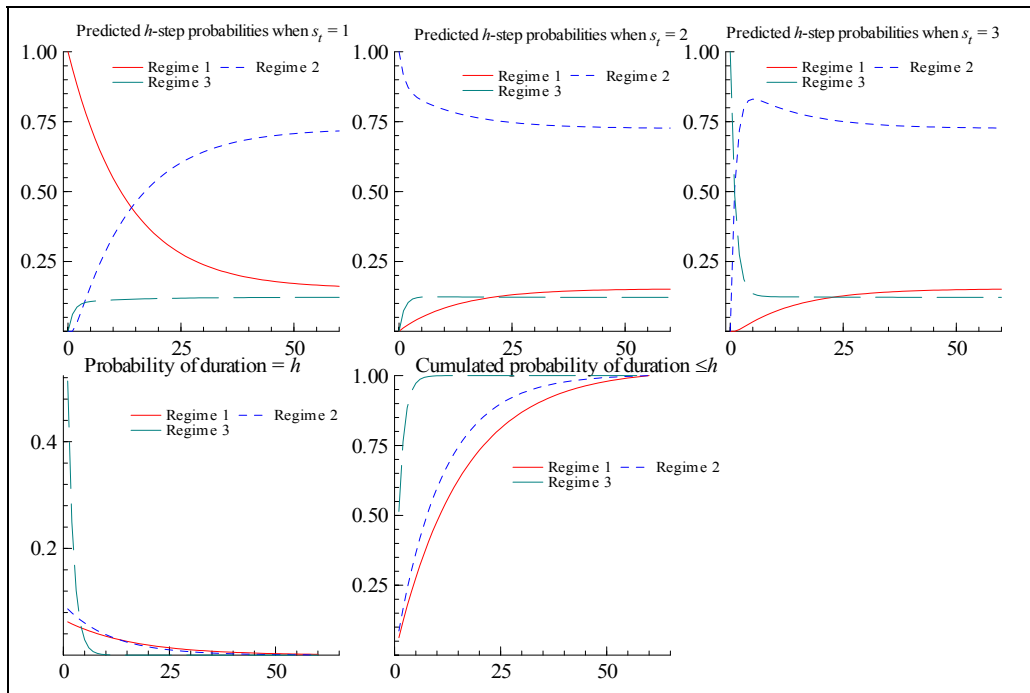 Predicted h-step probabilities when s_t = 1
1.00
Regime 1
Regime 2
Regime 3
0.75
0.50
0.25
0
25
50
Predicted h-step probabilities when s_t = 2
1.00
Regime 1
Regime 2
Regime 3
0.75
0.50
0.25
0
25
50
Predicted h-step probabilities when s_t = 3
1.00
Regime 1
Regime 2
Regime 3
0.75
0.50
0.25
0
25
50
Probability of duration = h
Regime 1
Regime 2
Regime 3
0.4
0.2
0
25
50
Cumulated probability of duration ≤h
1.00
0.75
Regime 1
Regime 2
Regime 3
0.50
0.25
0
25
50